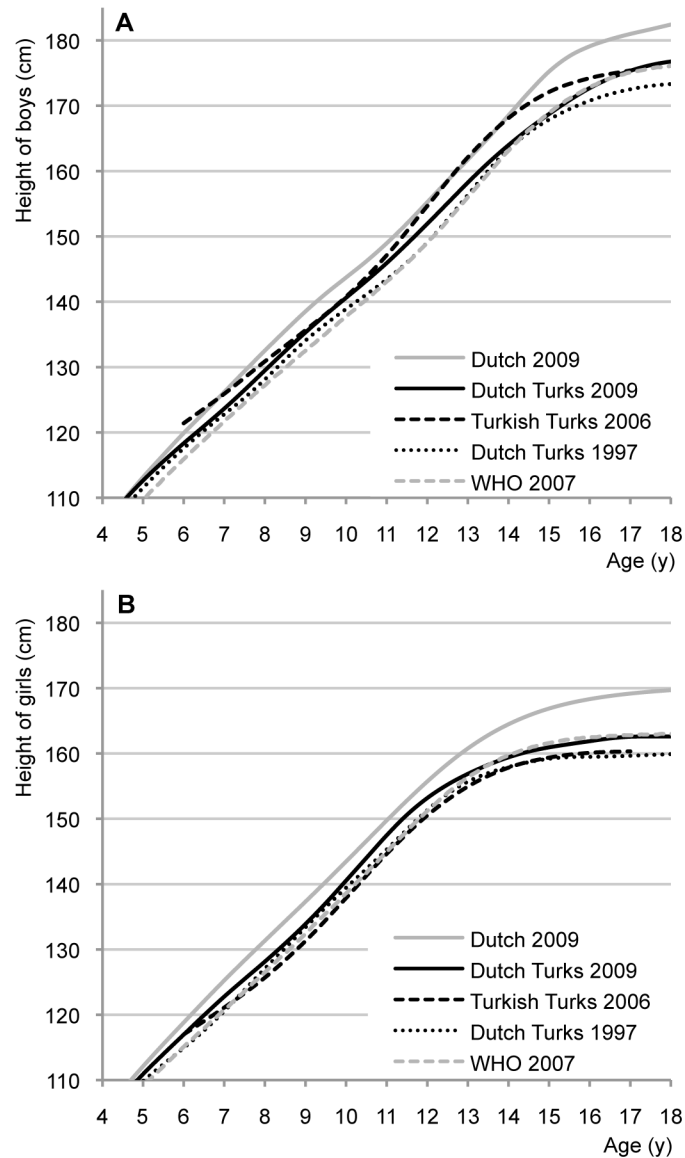 A
Height of boys (cm)
180
170
160
150
140
130
120
110
Dutch 2009
Dutch Turks 2009
Turkish Turks 2006
Dutch Turks 1997
WHO 2007
4 5 6 7 8 9 10 11 12 13 14 15 16 17 18
Age (y)
B
Height of girls (cm)
180
170
160
150
140
130
120
110
Dutch 2009
Dutch Turks 2009
Turkish Turks 2006
Dutch Turks 1997
WHO 2007
4 5 6 7 8 9 10 11 12 13 14 15 16 17 18
Age (y)